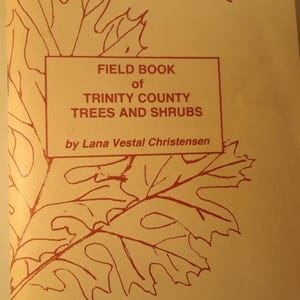 FIELD BOOK
of
TRINITY COUNTY
TREES AND SHRUBS
by Lana Vestal Christensen